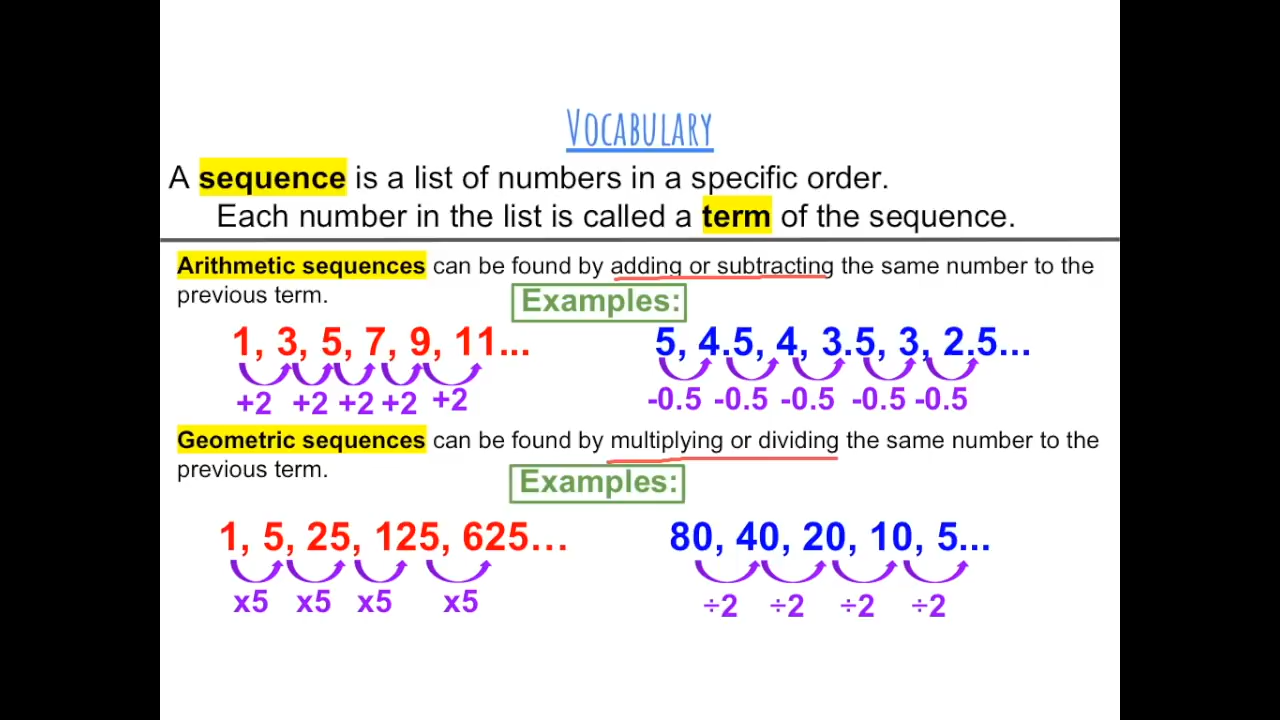 VOCABULARY
A sequence is a list of numbers in a specific order.
Each number in the list is called a term of the sequence.
Arithmetic sequences can be found by adding or subtracting the same number to the
previous term.
Examples:
1, 3, 5, 7, 9, 11...
+2 +2 +2 +2 +2
5, 4.5, 4, 3.5, 3, 2.5...
-0.5 -0.5 -0.5 -0.5 -0.5
Geometric sequences can be found by multiplying or dividing the same number to the
previous term.
Examples:
1, 5, 25, 125, 625...
x5 x5 x5 x5
80, 40, 20, 10, 5...
÷2 ÷2 ÷2 ÷2